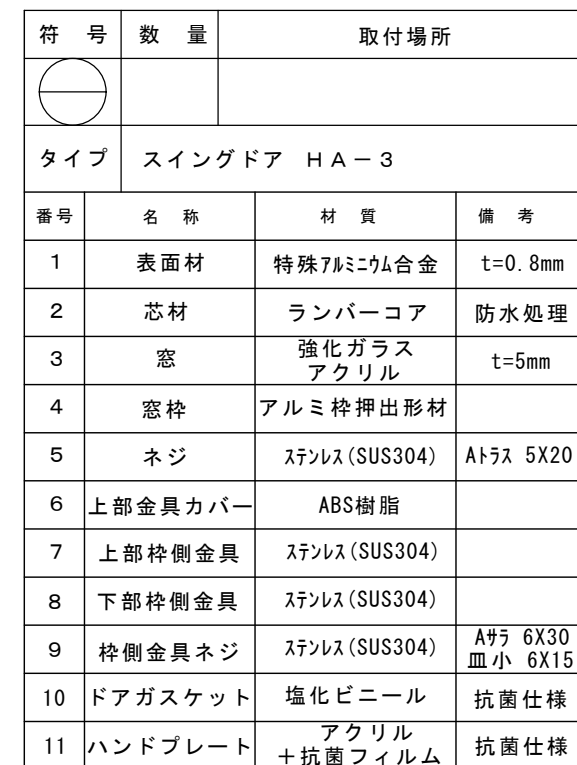 符 号 数 量 取付場所
タイプ スイングドア HA-3
番号 名 称 材 質 備 考
1 表面材 特殊ｱﾙﾐﾆｳﾑ合金 t=0.8mm
2 芯材 ランバーコア 防水処理
3 窓 強化ガラス t=5mm
アクリル
4 窓枠 アルミ枠押出形材
5 ネジ ｽﾃﾝﾚｽ(SUS304) Aﾄﾗｽ 5X20
6 上部金具カバー ABS樹脂
7 上部枠側金具 ｽﾃﾝﾚｽ(SUS304)
8 下部枠側金具 ｽﾃﾝﾚｽ(SUS304)
9 枠側金具ネジ ｽﾃﾝﾚｽ(SUS304) Aｻﾗ 6X30
皿小 6X15
10 ドアガスケット 塩化ビニール 抗菌仕様
11 ハンドプレート アクリル 抗菌仕様
+抗菌フィルム